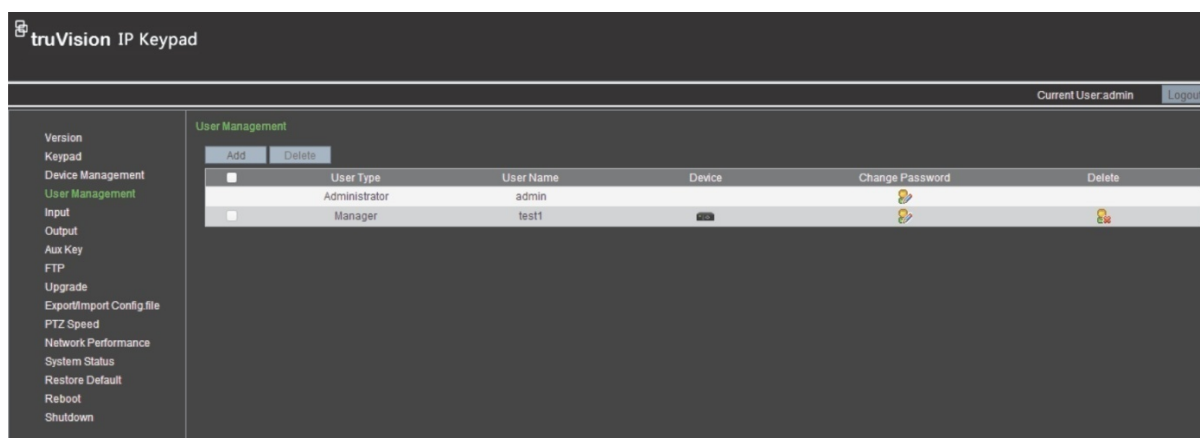 truVision IP Keypad
Current User:admin Logout
Version
Keypad
Device Management
User Management
Input
Output
Aux Key
FTP
Upgrade
Export/Import Config.file
PTZ Speed
Network Performance
System Status
Restore Default
Reboot
Shutdown
User Management
Add Delete
User Type User Name Device Change Password Delete
Administrator admin
Manager test1